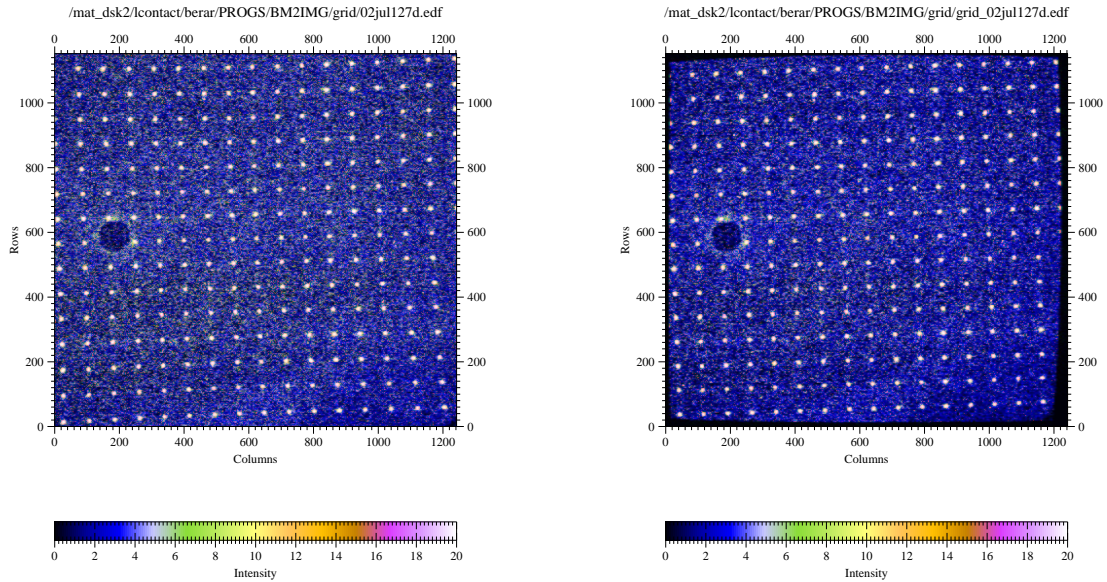 /mat_dsk2/lcontact/berar/PROGS/BM2IMG/grid/02jul127d.edf
0 200 400 600 800 1000 1200
1000 1000
800 800
600 600
400 400
200 200
0 0
Rows
0 200 400 600 800 1000 1200
Columns
0 2 4 6 8 10 12 14 16 18 20
Intensity
/mat_dsk2/lcontact/berar/PROGS/BM2IMG/grid/grid_02jul127d.edf
0 200 400 600 800 1000 1200
1000 1000
800 800
600 600
400 400
200 200
0 0
Rows
0 200 400 600 800 1000 1200
Columns
0 2 4 6 8 10 12 14 16 18 20
Intensity